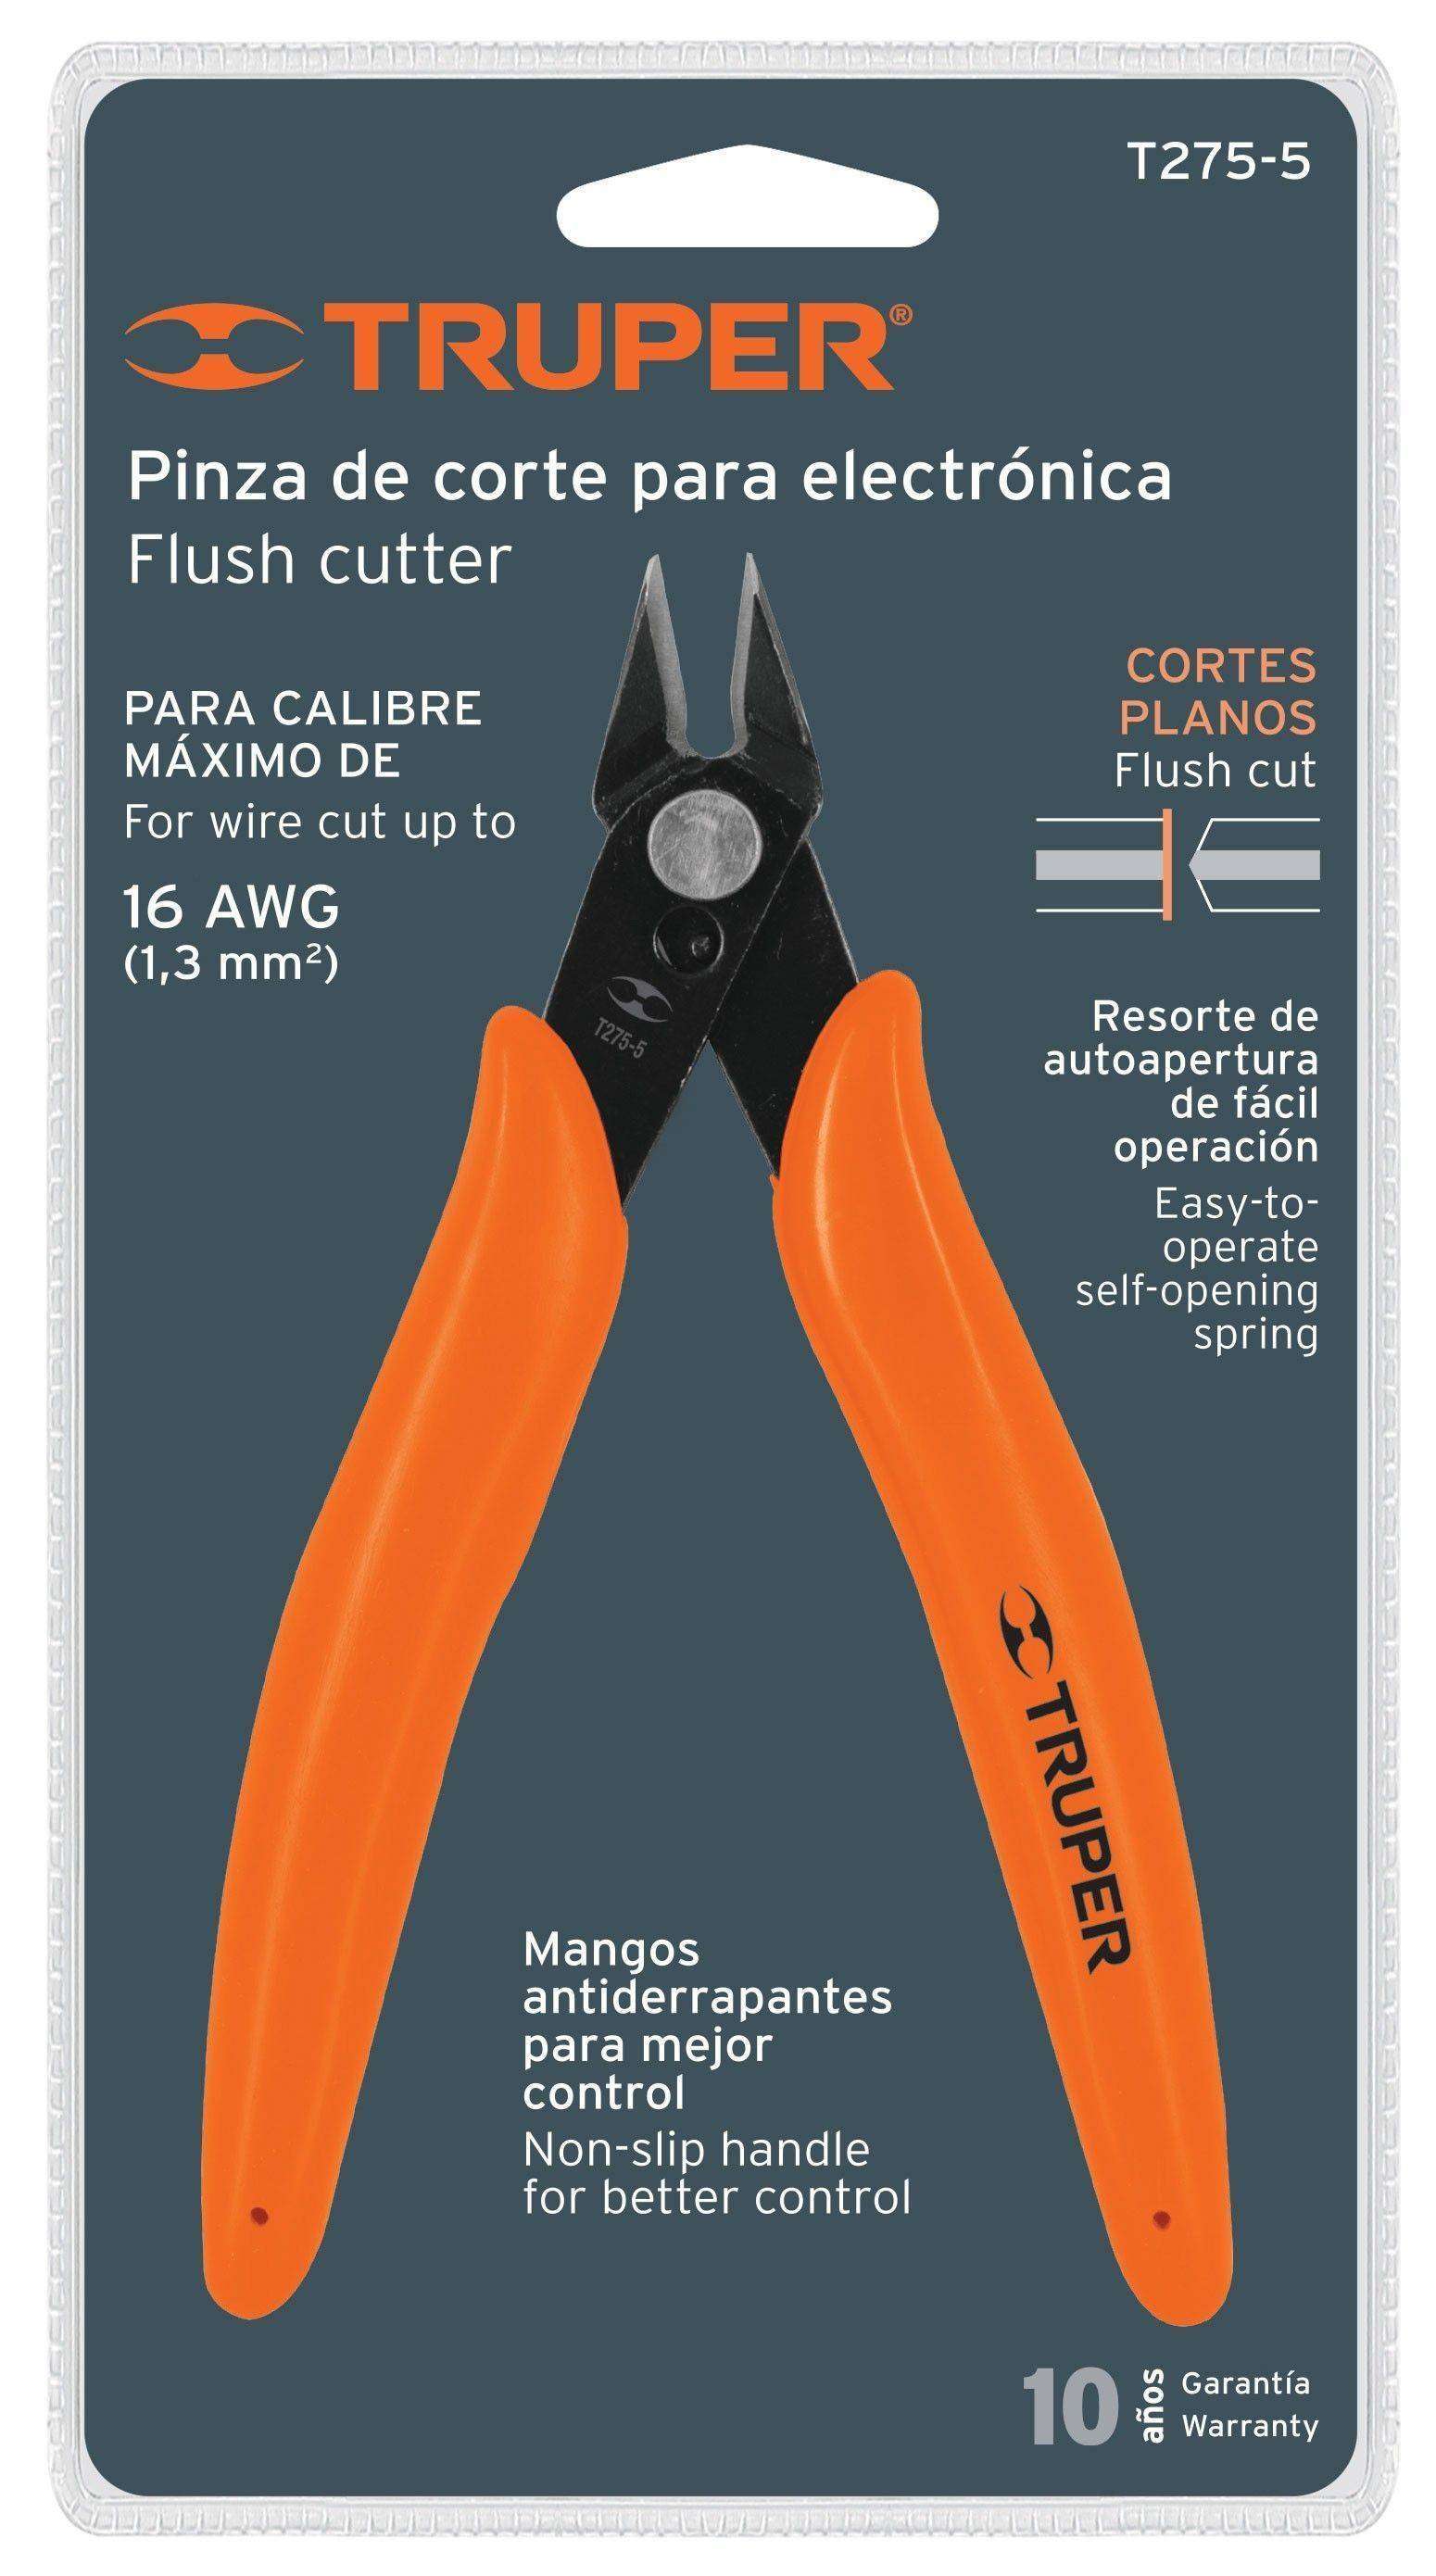 T275-5
TRUPER®
Pinza de corte para electrónica
Flush cutter
PARA CALIBRE
MÁXIMO DE
For wire cut up to
16 AWG
(1,3 mm²)
CORTES
PLANOS
Flush cut
T275-5
Resorte de
autoapertura
de fácil
operación
Easy-to-
operate
self-opening
spring
TRUPER
Mangos
antiderrapantes
para mejor
control
Non-slip handle
for better control
10 años
Garantía
Warranty